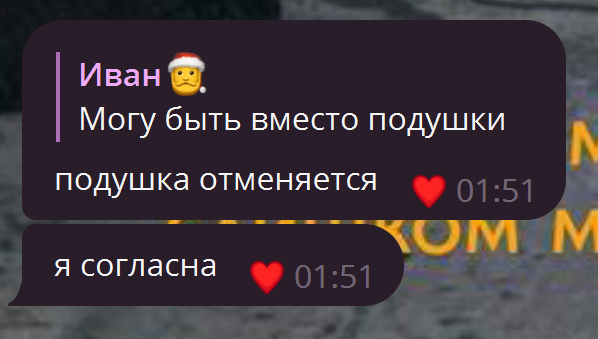 Иван🎅
Могу быть вместо подушки
подушка отменяется
❤️ 01:51
я согласна
❤️ 01:51